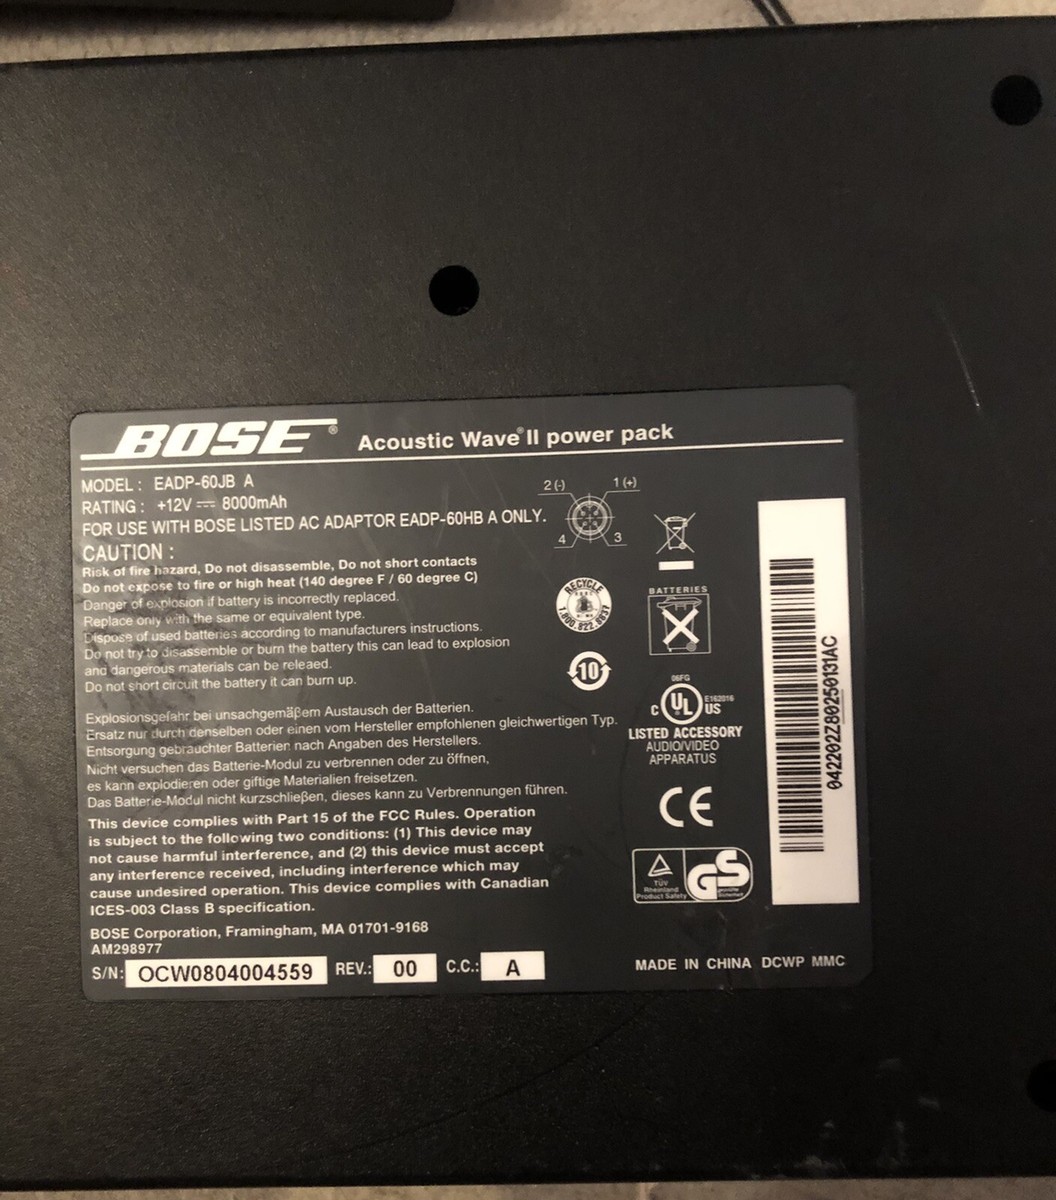 BOSE® Acoustic Wave® II power pack
MODEL : EADP-60JB A
RATING : +12V ⎓ 8000mAh
FOR USE WITH BOSE LISTED AC ADAPTOR EADP-60HB A ONLY.
2 (-) 1 (+)
4 3
CAUTION :
Risk of fire hazard, Do not disassemble, Do not short contacts
Do not expose to fire or high heat (140 degree F / 60 degree C)
Danger of explosion if battery is incorrectly replaced.
Replace only with the same or equivalent type.
Dispose of used batteries according to manufacturers instructions.
Do not try to disassemble or burn the battery this can lead to explosion
and dangerous materials can be releaed.
Do not short circuit the battery it can burn up.
Explosionsgefahr bei unsachgemäβem Austausch der Batterien.
Ersatz nur durch denselben oder einen vom Hersteller empfohlenen gleichwertigen Typ.
Entsorgung gebrauchter Batterien nach Angaben des Herstellers.
Nicht versuchen das Batterie-Modul zu verbrennen oder zu öffnen,
es kann explodieren oder giftige Materialien freisetzen.
Das Batterie-Modul nicht kurzschließen, dieses kann zu Verbrennungen führen.
This device complies with Part 15 of the FCC Rules. Operation
is subject to the following two conditions: (1) This device may
not cause harmful interference, and (2) this device must accept
any interference received, including interference which may
cause undesired operation. This device complies with Canadian
ICES-003 Class B specification.
BOSE Corporation, Framingham, MA 01701-9168
AM298977
S/N: OCW0804004559 REV.: 00 C.C.: A
RECYCLE
1.800.822.8837
10
BATTERIES
06FG
C UL US E162016
LISTED ACCESSORY
AUDIO/VIDEO
APPARATUS
CE
TÜV
Rheinland
Product Safety
GS
geprüfte
Sicherheit
MADE IN CHINA DCWP MMC
042202Z80250131AC